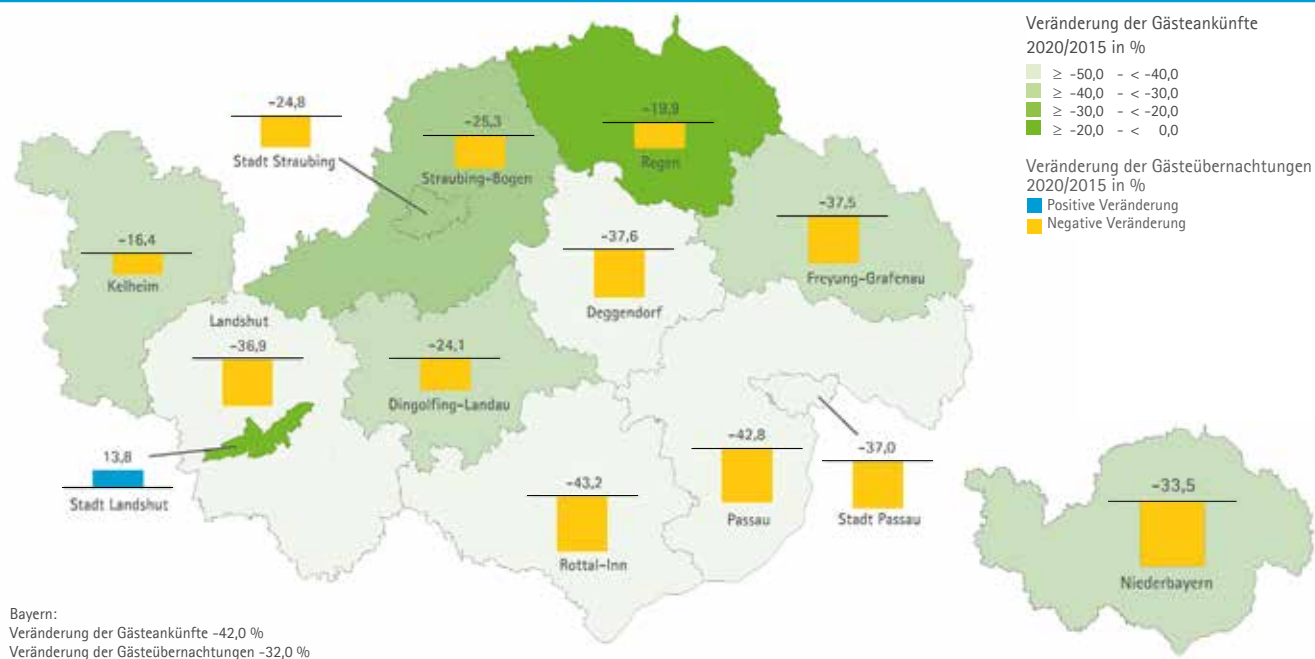 Veränderung der Gästeankünfte
2020/2015 in %
≥ -50,0 - < -40,0
≥ -40,0 - < -30,0
≥ -30,0 - < -20,0
≥ -20,0 - < 0,0
Veränderung der Gästeübernachtungen
2020/2015 in %
Positive Veränderung
Negative Veränderung
-24,8
Stadt Straubing
-25,3
Straubing-Bogen
-19,9
Regen
-16,4
Kelheim
-37,6
Deggendorf
-37,5
Freyung-Grafenau
Landshut
-36,9
-24,1
Dingolfing-Landau
13,8
Stadt Landshut
-43,2
Rottal-Inn
-42,8
Passau
-37,0
Stadt Passau
-33,5
Niederbayern
Bayern:
Veränderung der Gästeankünfte -42,0 %
Veränderung der Gästeübernachtungen -32,0 %